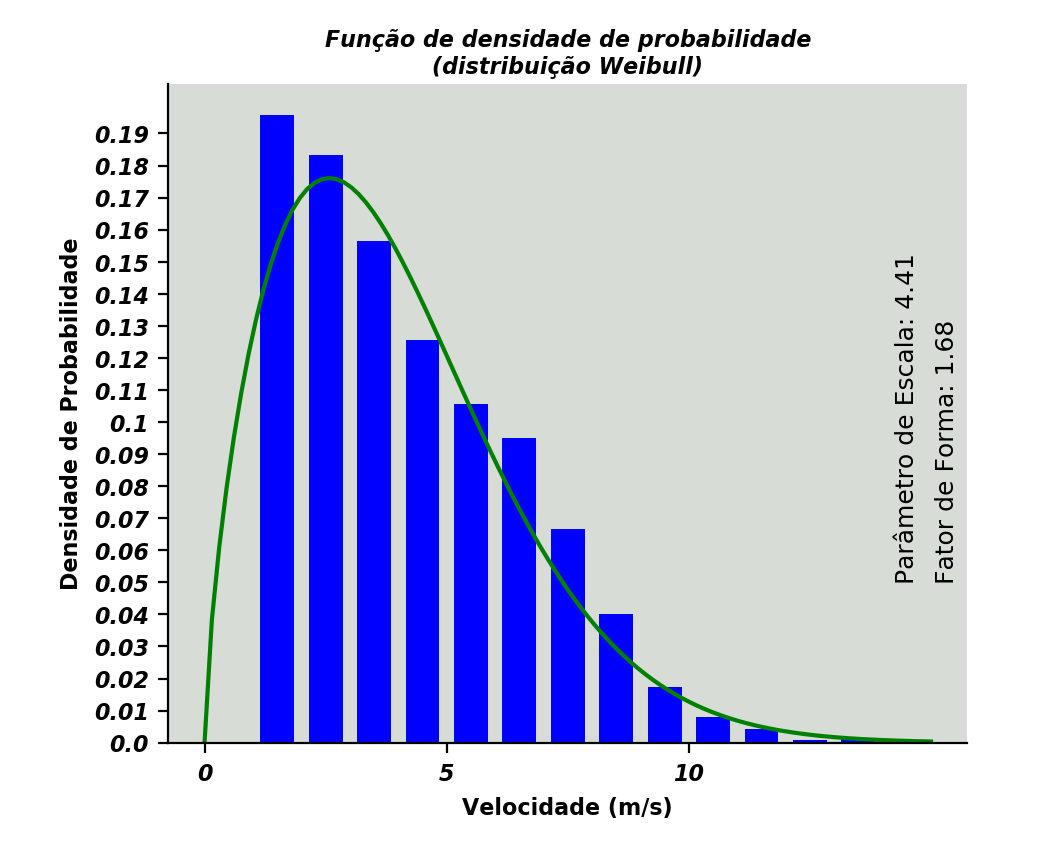 Função de densidade de probabilidade
(distribuição Weibull)
Densidade de Probabilidade
0.19
0.18
0.17
0.16
0.15
0.14
0.13
0.12
0.11
0.1
0.09
0.08
0.07
0.06
0.05
0.04
0.03
0.02
0.01
0.0
Parâmetro de Escala: 4.41
Fator de Forma: 1.68
0 5 10
Velocidade (m/s)